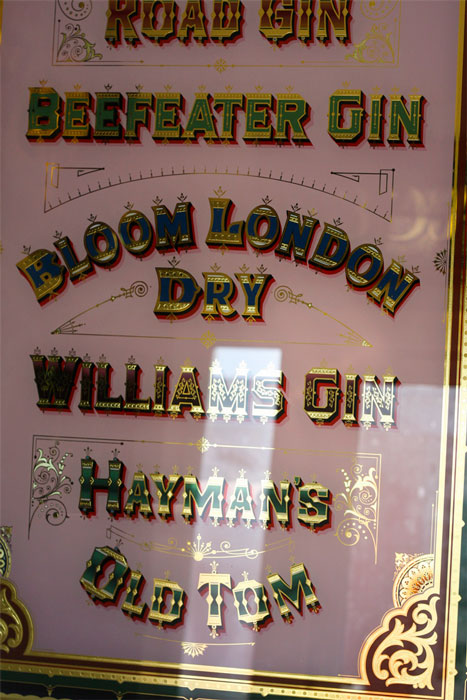 ROAD GIN
BEEFEATER GIN
BLOOM LONDON
DRY
WILLIAMS GIN
HAYMAN'S
OLD TOM